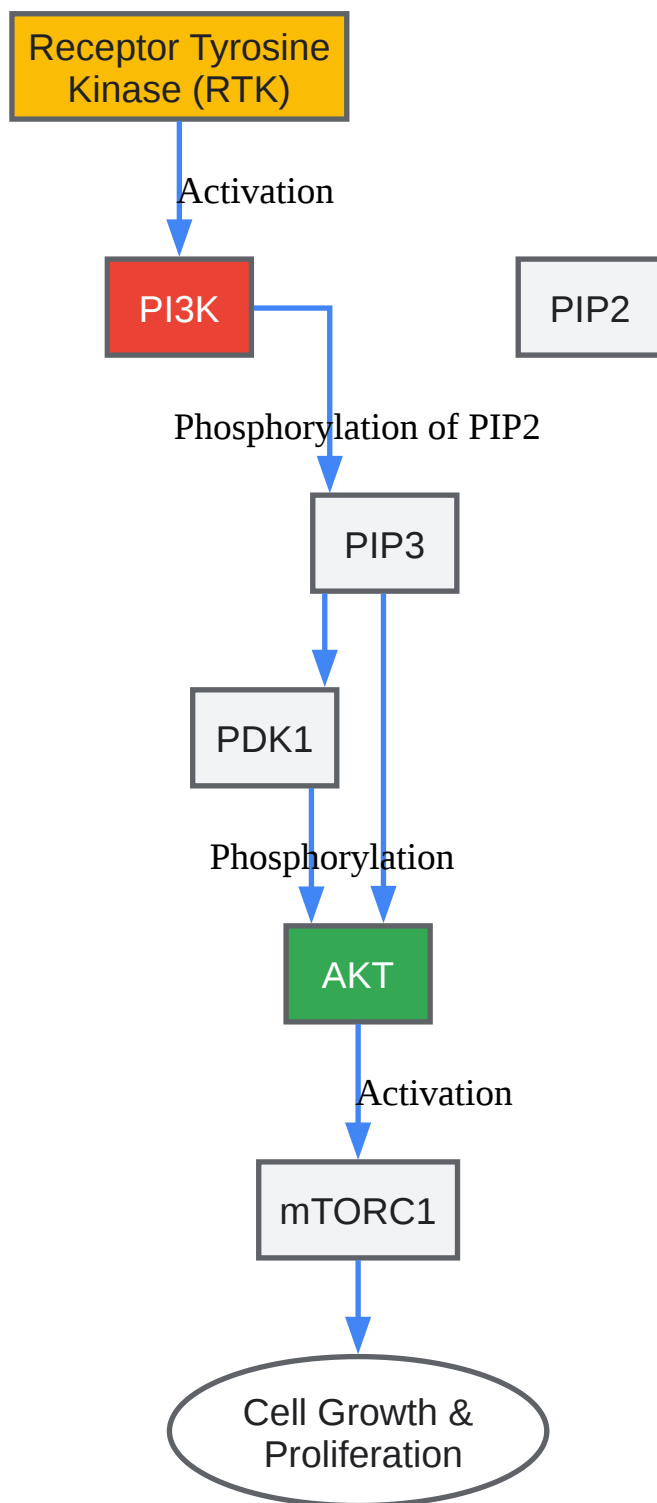 Receptor Tyrosine
Kinase (RTK)
Activation
PI3K
PIP2
Phosphorylation of PIP2
PIP3
PDK1
Phosphorylation
AKT
Activation
mTORC1
Cell Growth &
Proliferation